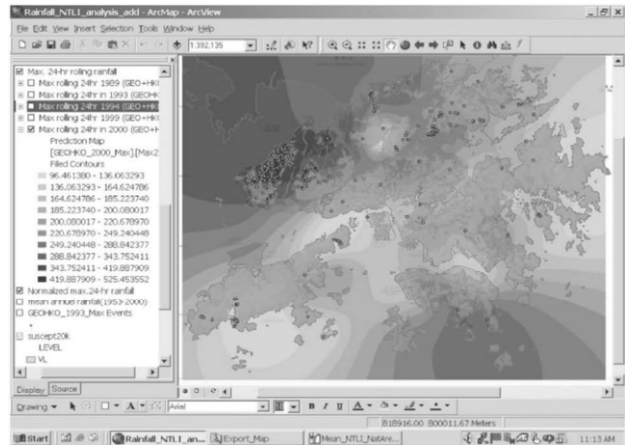 Rainfall_NTLI_analysis_add - ArcMap - ArcView
File Edit View Insert Selection Tools Window Help
1:392,135
Max. 24-hr rolling rainfall
Max rolling 24hr 1989 (GEO+HK
Max rolling 24hr in 1993 (GEOH
Max rolling 24hr 1994 (GEO+HK
Max rolling 24hr 1999 (GEO+HK
Max rolling 24hr in 2000 (GEO+H
Prediction Map
[GEOHKO_2000_Max].[Max2
Filled Contours
96.461380 - 136.063293
136.063293 - 164.624786
164.624786 - 185.223740
185.223740 - 200.080017
200.080017 - 220.678970
220.678970 - 249.240448
249.240448 - 288.842377
288.842377 - 343.752411
343.752411 - 419.887909
419.887909 - 525.453552
Normalized max.24-hr rainfall
mean annual rainfall(1953-2000)
GEOHKO_1993_Max Events
suscept20k
LEVEL
VL
Display Source
Drawing A Arial B I U A
818916.00 800011.67 Meters
Start Rainfall_NTLI_an... Export_Map Mean_NTLI_NatAre... 11:13 AM